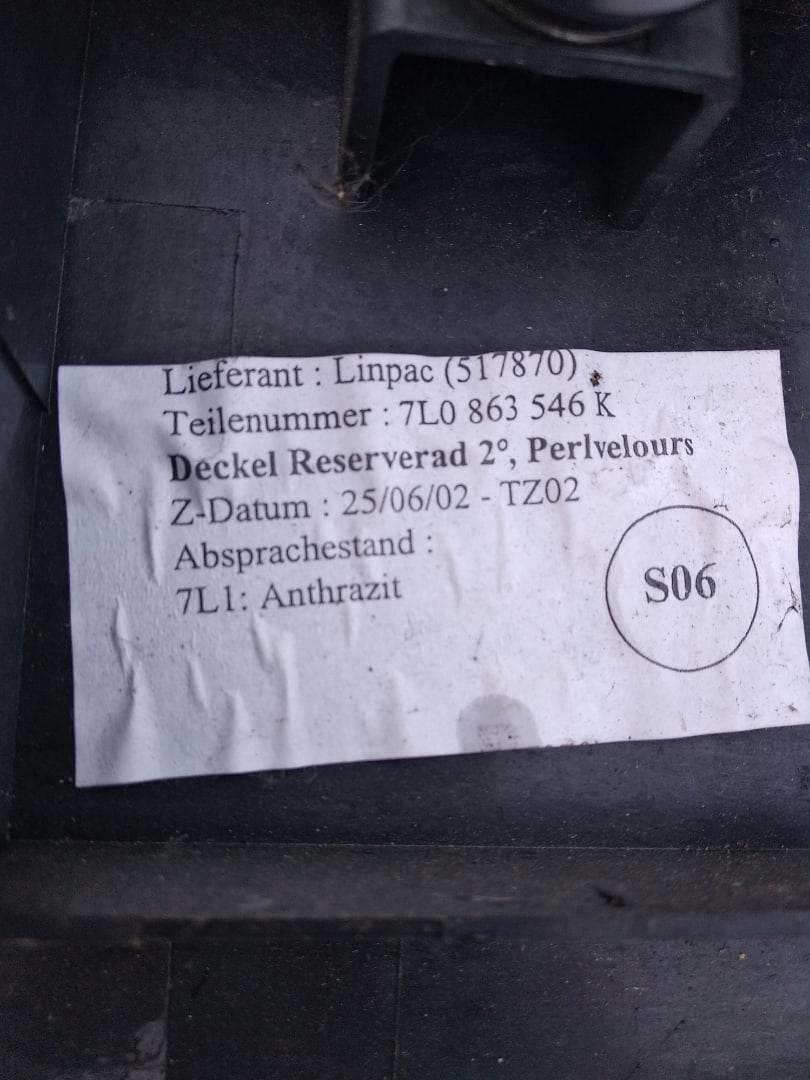 Lieferant : Linpac (517870)
Teilenummer : 7L0 863 546 K
Deckel Reserverad 2°, Perlvelours
Z-Datum : 25/06/02 - TZ02
Absprachestand :
7L1: Anthrazit
S06